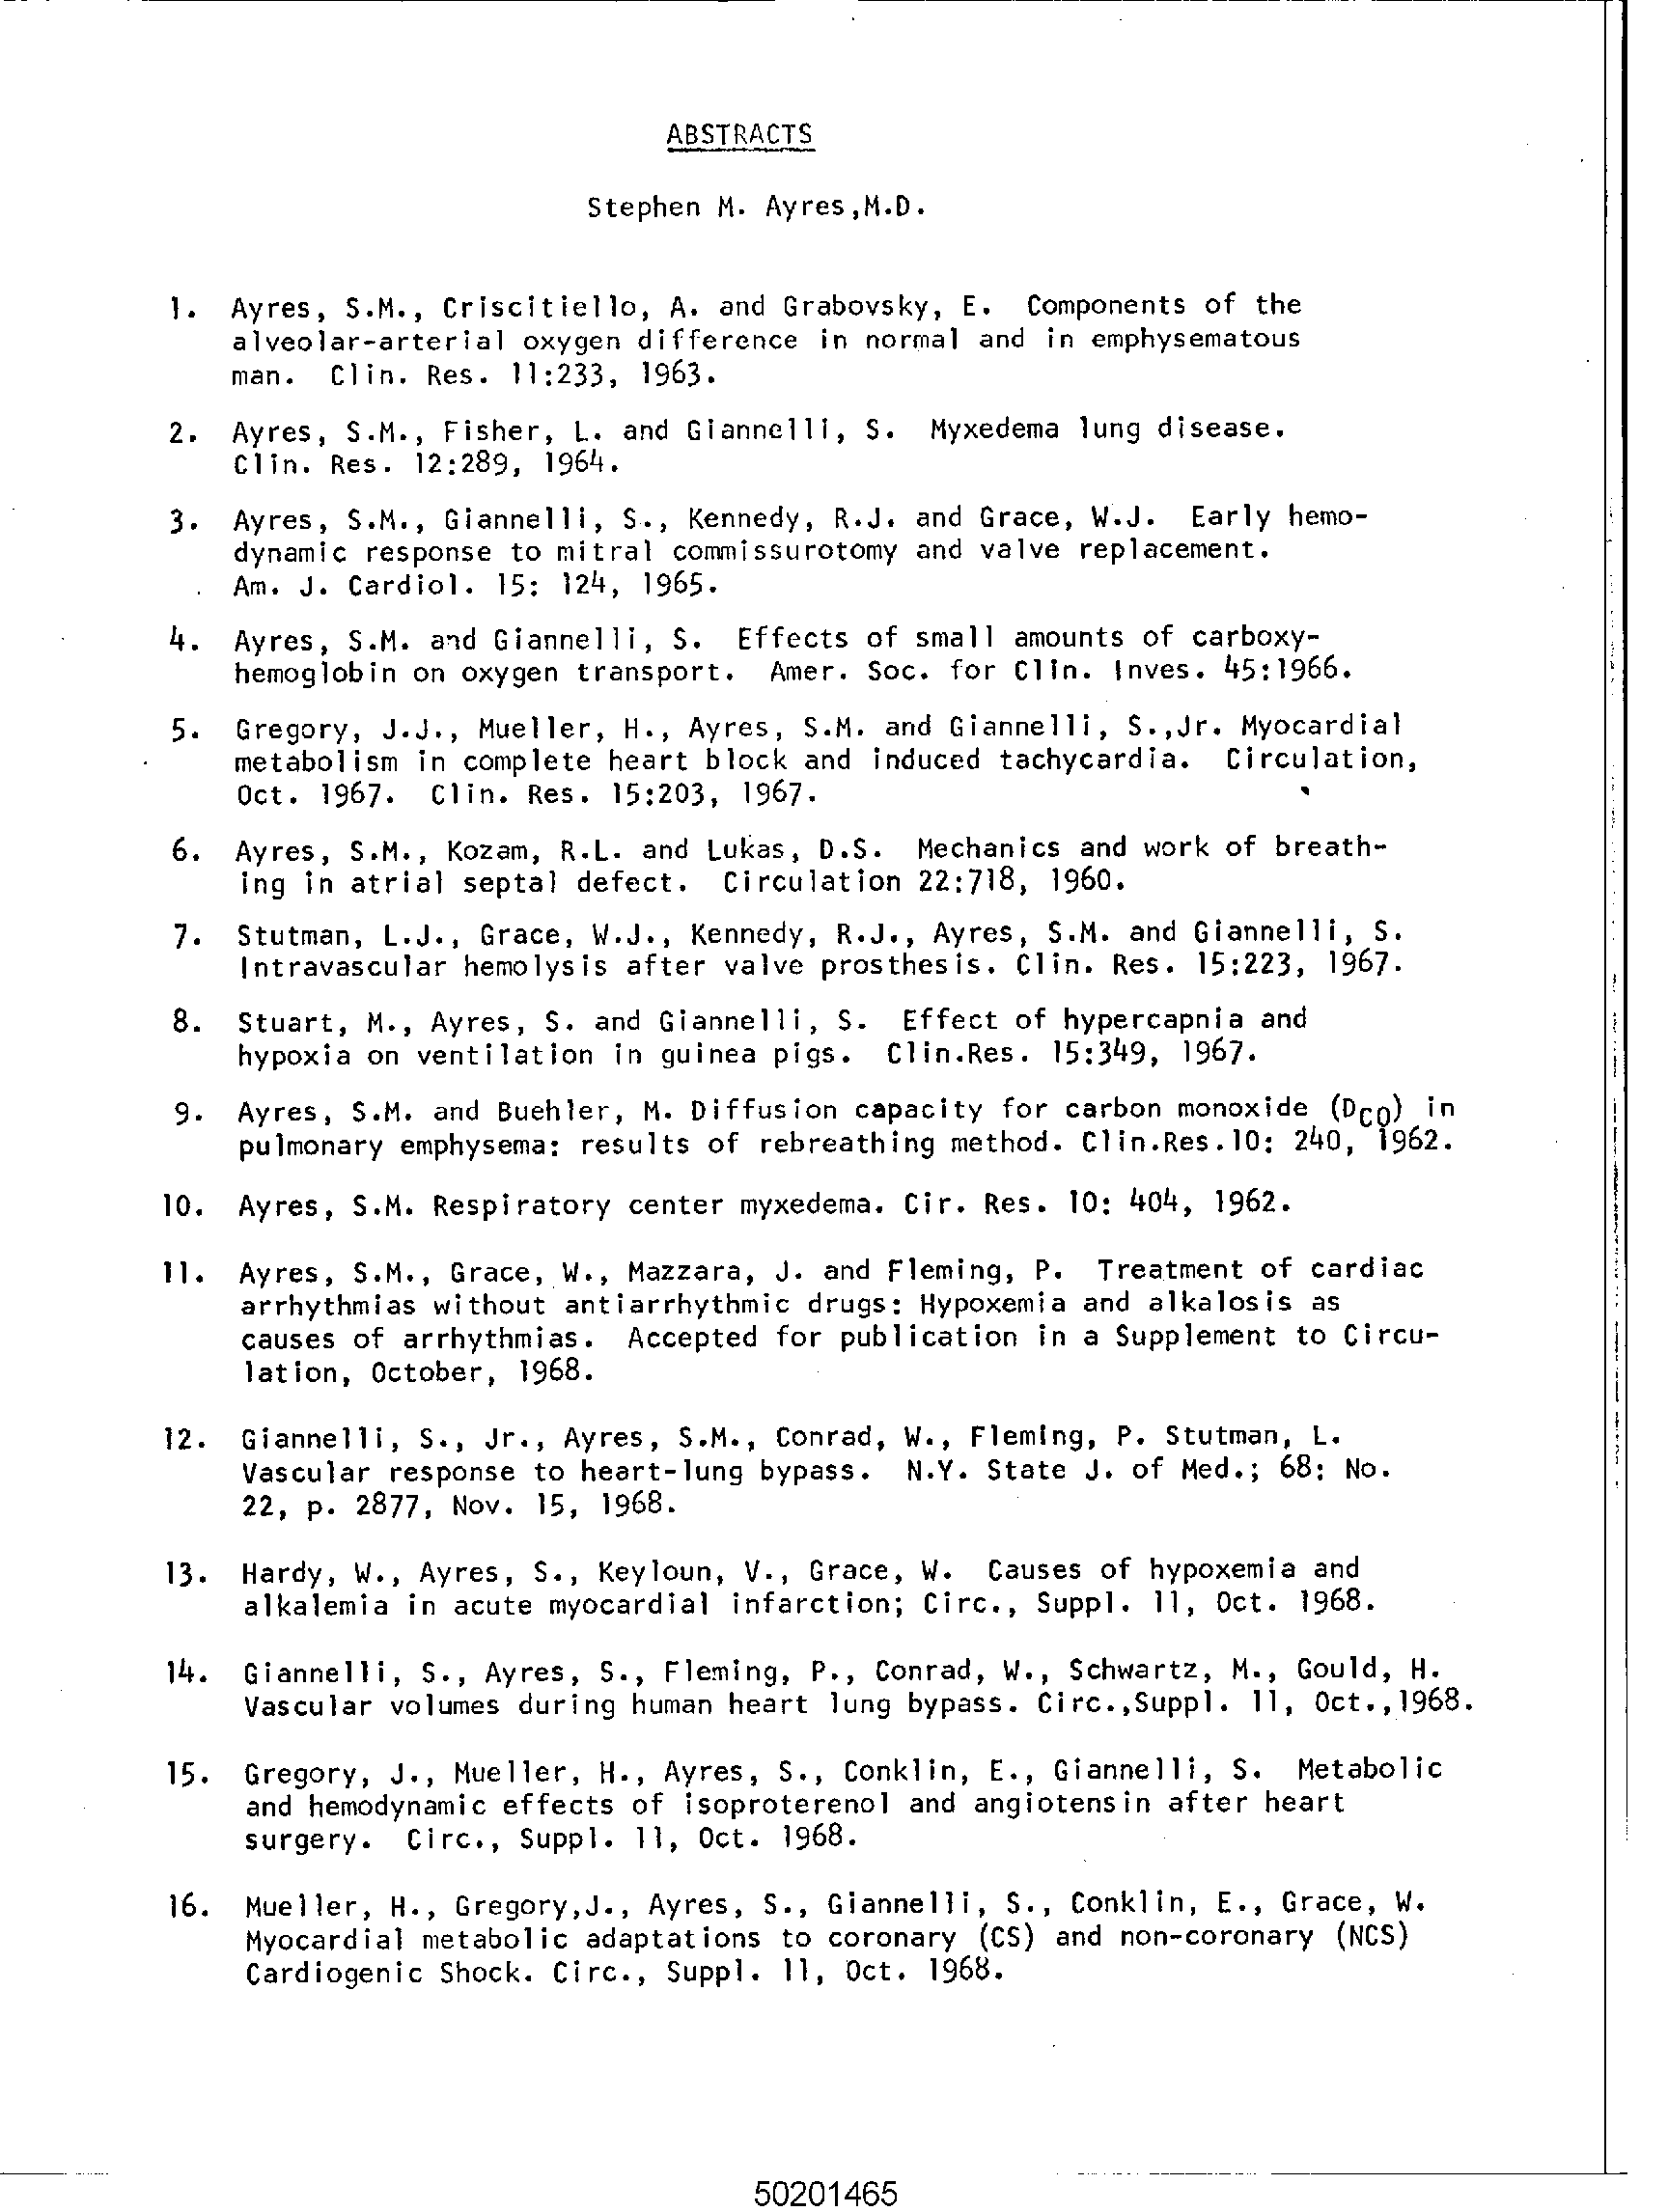 ABSTRACTS
Stephen M. Ayres,M.D.
1. Ayres, S.M., Criscitiello, A. and Grabovsky, E. Components of the
alveolar-arterial oxygen difference in normal and in emphysematous
man. Clin. Res. 11:233, 1963.
2. Ayres, S.M., Fisher, L. and Giannelli, S. Myxedema lung disease.
Clin. Res. 12:289, 1964.
3. Ayres, S.M., Giannelli, S., Kennedy, R.J. and Grace, W.J. Early hemo-
dynamic response to mitral commissurotomy and valve replacement.
Am. J. Cardiol. 15: 124, 1965.
4. Ayres, S.M. and Giannelli, S. Effects of small amounts of carboxy-
hemoglobin on oxygen transport. Amer. Soc. for Clin. Inves. 45:1966.
5. Gregory, J.J., Mueller, H., Ayres, S.M. and Giannelli, S.,Jr. Myocardial
metabolism in complete heart block and induced tachycardia. Circulation,
Oct. 1967. Clin. Res. 15:203, 1967.
6. Ayres, S.M., Kozam, R.L. and Lukas, D.S. Mechanics and work of breath-
ing in atrial septal defect. Circulation 22:718, 1960.
7. Stutman, L.J., Grace, W.J., Kennedy, R.J., Ayres, S.M. and Giannelli, S.
Intravascular hemolysis after valve prosthesis. Clin. Res. 15:223, 1967.
8. Stuart, M., Ayres, S. and Giannelli, S. Effect of hypercapnia and
hypoxia on ventilation in guinea pigs. Clin.Res. 15:349, 1967.
9. Ayres, S.M. and Buehler, M. Diffusion capacity for carbon monoxide (DCO) in
pulmonary emphysema: results of rebreathing method. Clin.Res.10: 240, 1962.
10. Ayres, S.M. Respiratory center myxedema. Cir. Res. 10: 404, 1962.
11. Ayres, S.M., Grace, W., Mazzara, J. and Fleming, P. Treatment of cardiac
arrhythmias without antiarrhythmic drugs: Hypoxemia and alkalosis as
causes of arrhythmias. Accepted for publication in a Supplement to Circu-
lation, October, 1968.
12. Giannelli, S., Jr., Ayres, S.M., Conrad, W., Fleming, P. Stutman, L.
Vascular response to heart-lung bypass. N.Y. State J. of Med.; 68: No.
22, p. 2877, Nov. 15, 1968.
13. Hardy, W., Ayres, S., Keyloun, V., Grace, W. Causes of hypoxemia and
alkalemia in acute myocardial infarction; Circ., Suppl. 11, Oct. 1968.
14. Giannelli, S., Ayres, S., Fleming, P., Conrad, W., Schwartz, M., Gould, H.
Vascular volumes during human heart lung bypass. Circ.,Suppl. 11, Oct.,1968.
15. Gregory, J., Mueller, H., Ayres, S., Conklin, E., Giannelli, S. Metabolic
and hemodynamic effects of isoproterenol and angiotensin after heart
surgery. Circ., Suppl. 11, Oct. 1968.
16. Mueller, H., Gregory,J., Ayres, S., Giannelli, S., Conklin, E., Grace, W.
Myocardial metabolic adaptations to coronary (CS) and non-coronary (NCS)
Cardiogenic Shock. Circ., Suppl. 11, Oct. 1968.
50201465